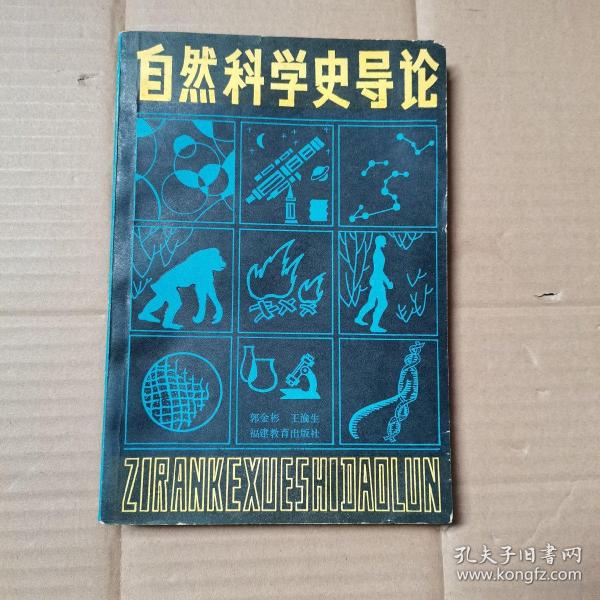 自然科学史导论
郭金彬 王渝生
福建教育出版社
ZIRANKEXUESHIDAOLUN
孔夫子旧书网
www.kongfz.com